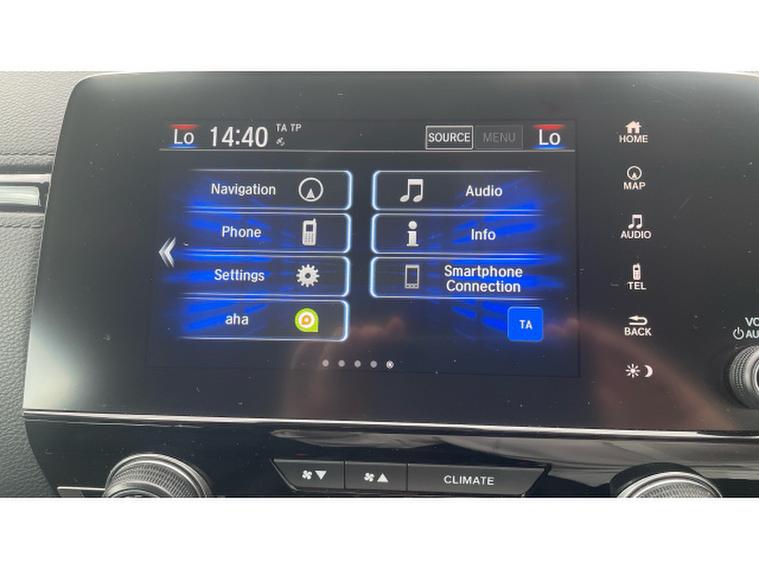 Lo 14:40 TA TP SOURCE MENU Lo
Navigation
Audio
Phone
Info
Settings
Smartphone
Connection
aha
TA
HOME
MAP
AUDIO
TEL
BACK
CLIMATE